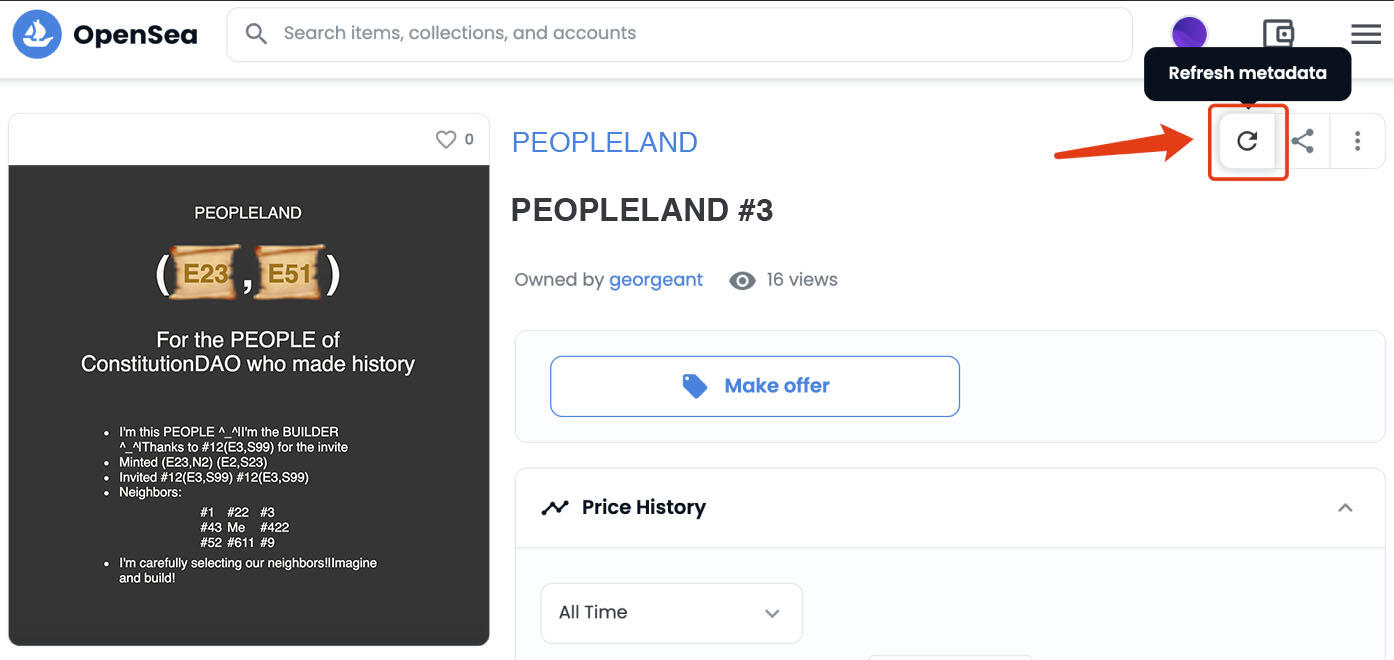 OpenSea
Search items, collections, and accounts
Refresh metadata
0
PEOPLELAND
(E23,E51)
For the PEOPLE of
ConstitutionDAO who made history
• I'm this PEOPLE ^_^|I'm the BUILDER
^_^|Thanks to #12(E3,S99) for the invite
• Minted (E23,N2) (E2,S23)
• Invited #12(E3,S99) #12(E3,S99)
• Neighbors:
#1 #22 #3
#43 Me #422
#52 #611 #9
• I'm carefully selecting our neighbors!|Imagine
and build!
PEOPLELAND
PEOPLELAND #3
Owned by georgeant 16 views
Make offer
Price History
All Time